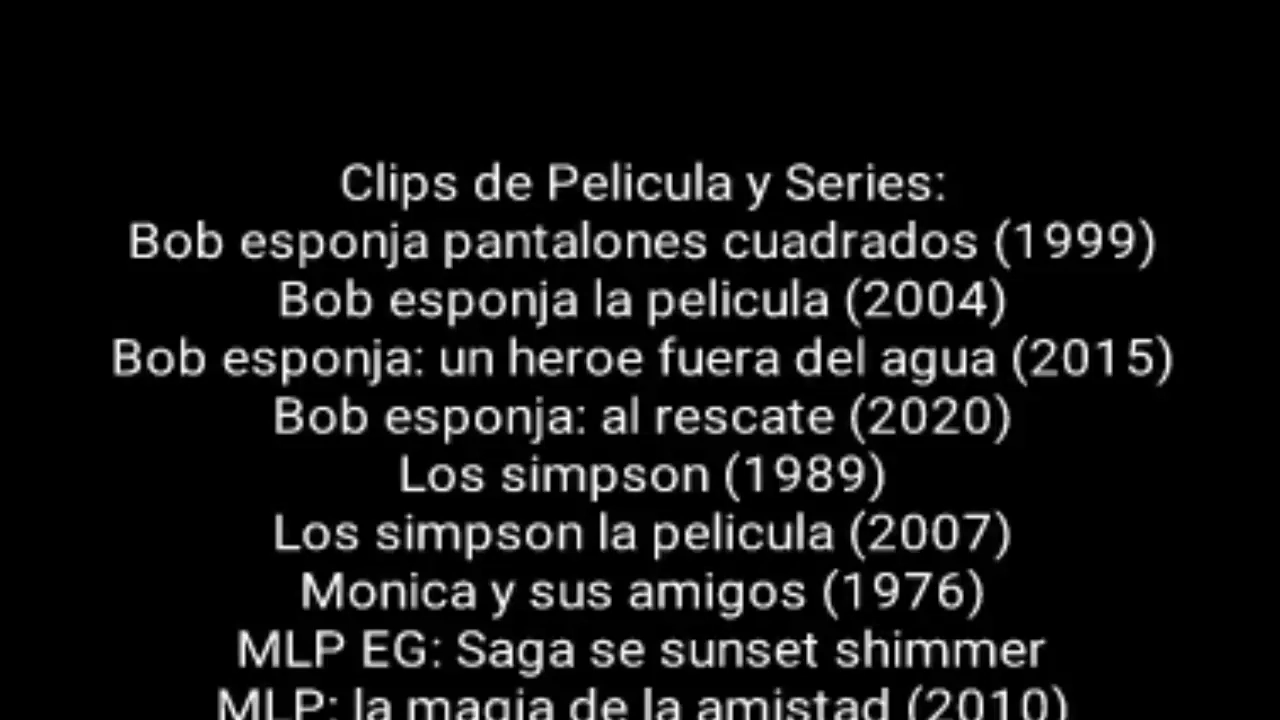 Clips de Pelicula y Series:
Bob esponja pantalones cuadrados (1999)
Bob esponja la pelicula (2004)
Bob esponja: un heroe fuera del agua (2015)
Bob esponja: al rescate (2020)
Los simpson (1989)
Los simpson la pelicula (2007)
Monica y sus amigos (1976)
MLP EG: Saga se sunset shimmer
MLP: la magia de la amistad (2010)